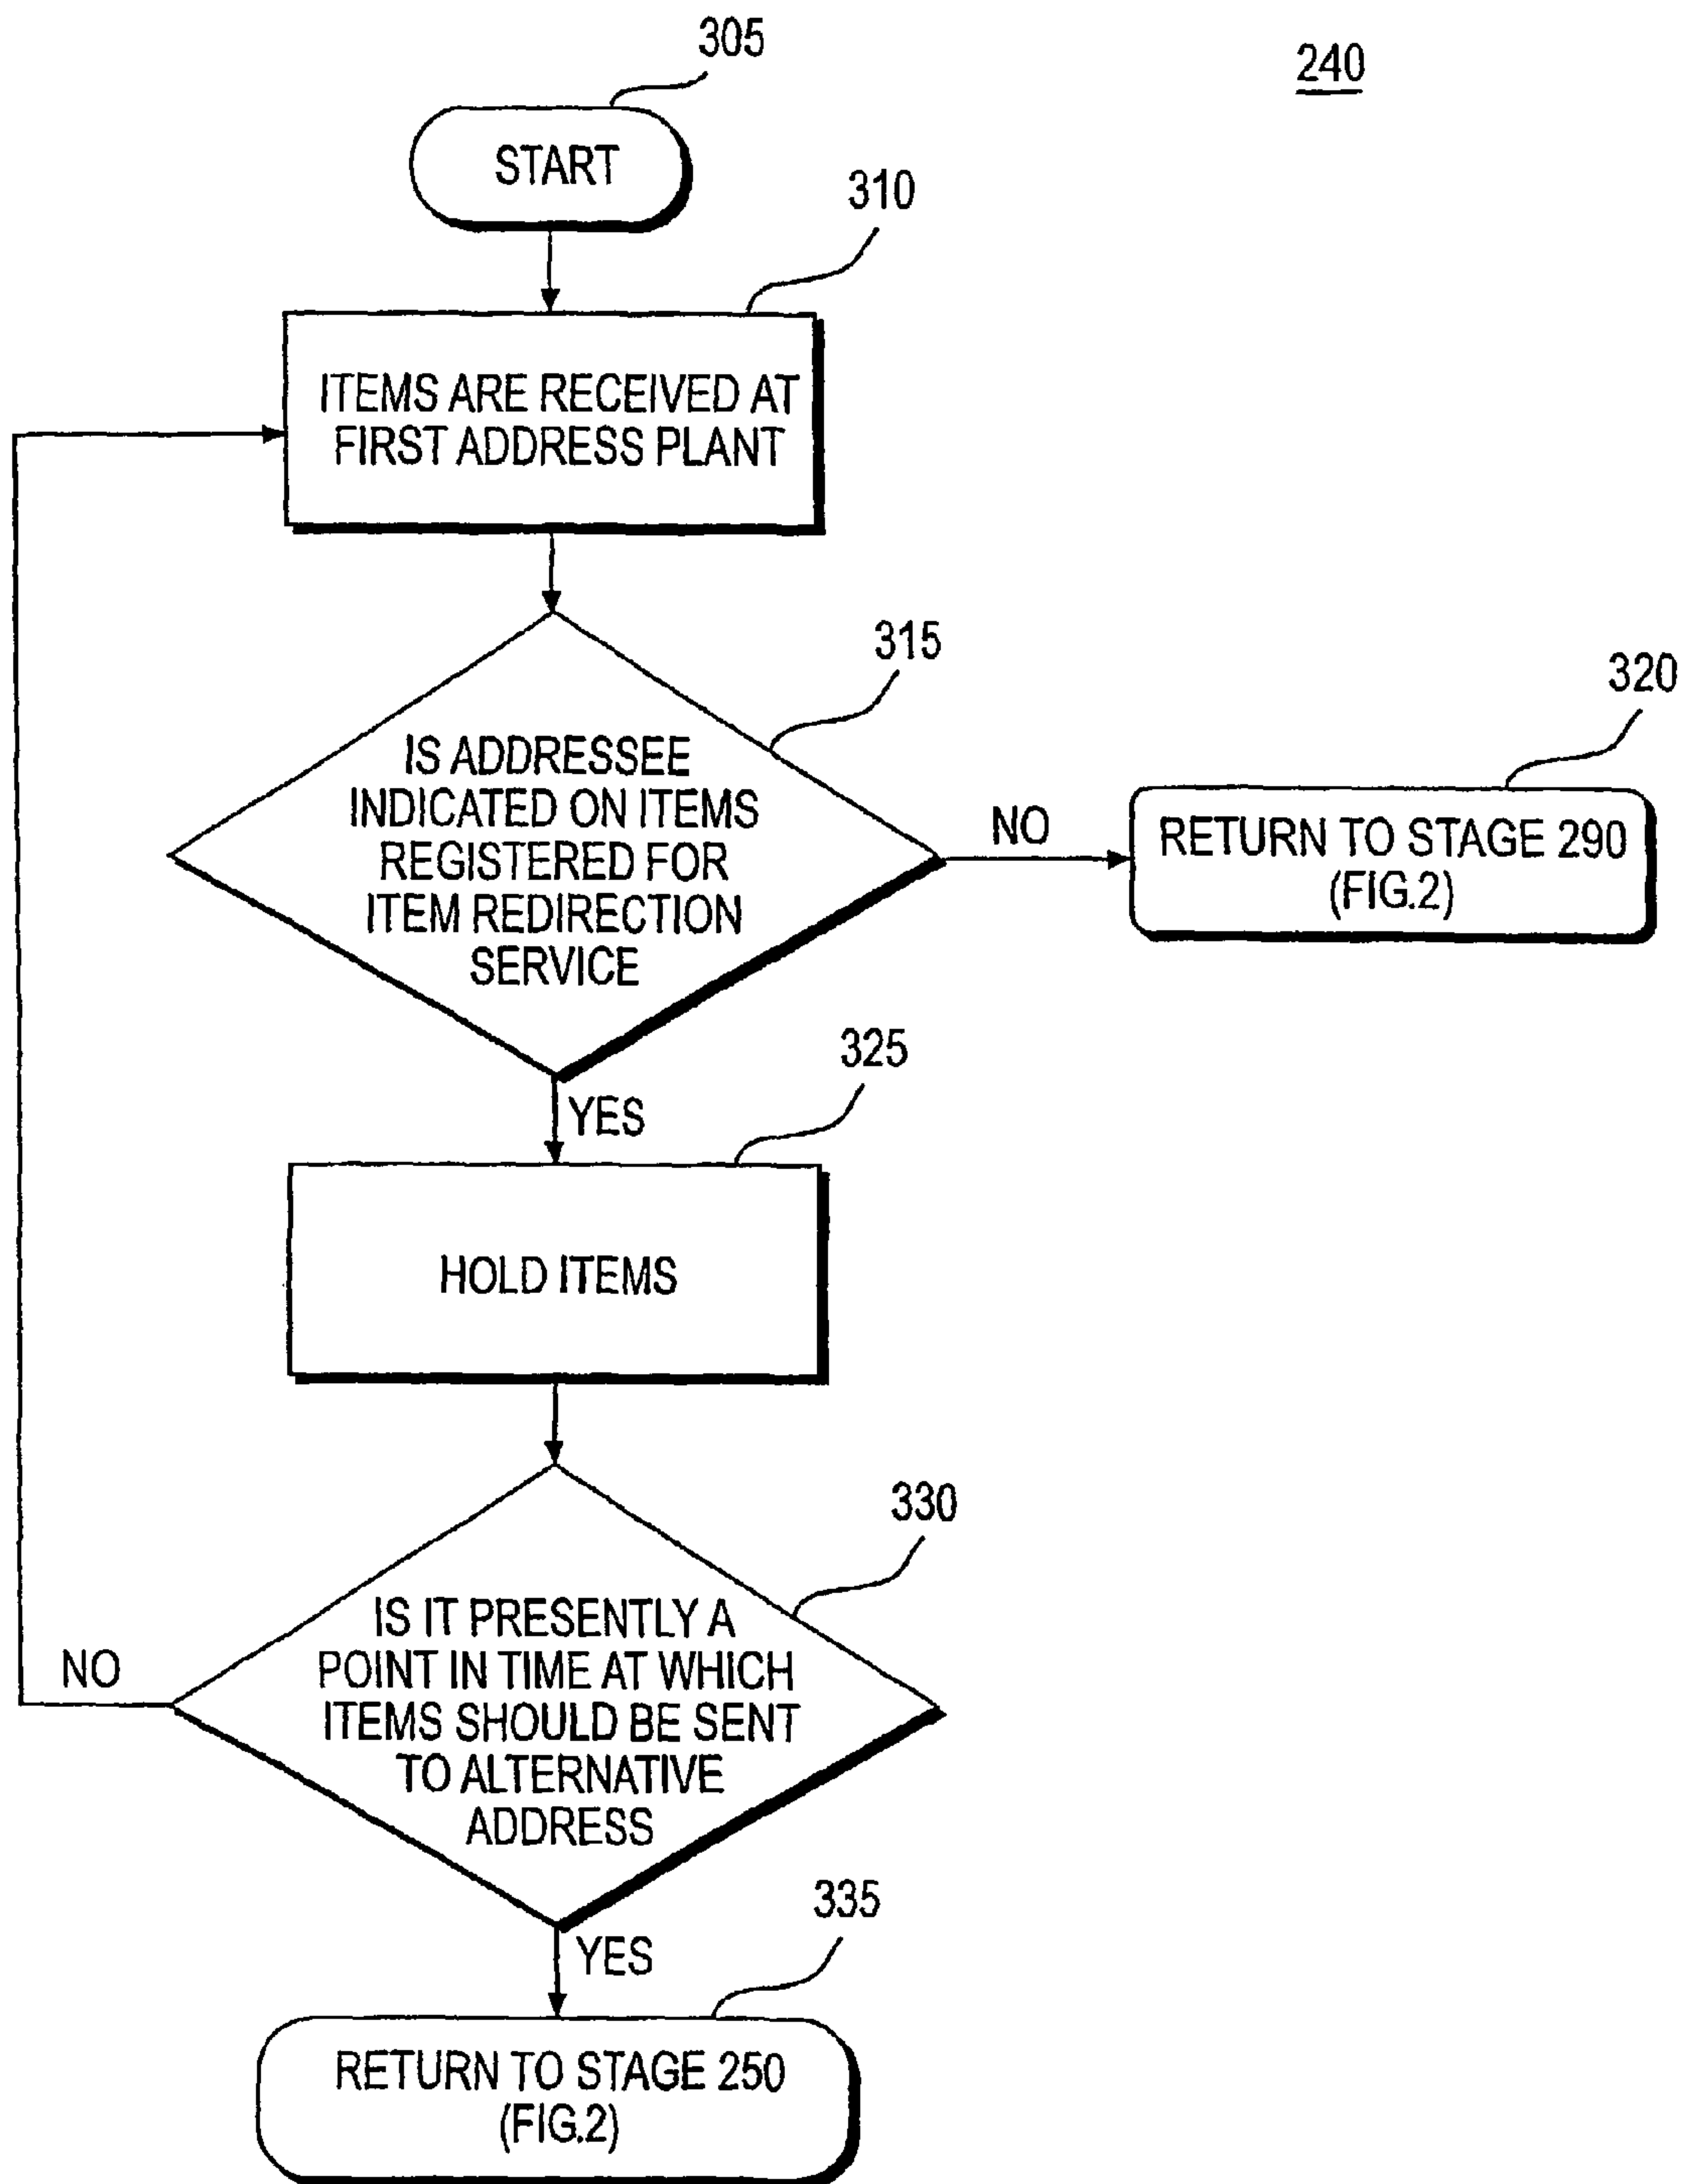 305
240
START
310
ITEMS ARE RECEIVED AT
FIRST ADDRESS PLANT
315
IS ADDRESSEE
INDICATED ON ITEMS
REGISTERED FOR
ITEM REDIRECTION
SERVICE
NO
320
RETURN TO STAGE 290
(FIG.2)
YES
325
HOLD ITEMS
330
IS IT PRESENTLY A
POINT IN TIME AT WHICH
ITEMS SHOULD BE SENT
TO ALTERNATIVE
ADDRESS
NO
YES
335
RETURN TO STAGE 250
(FIG.2)